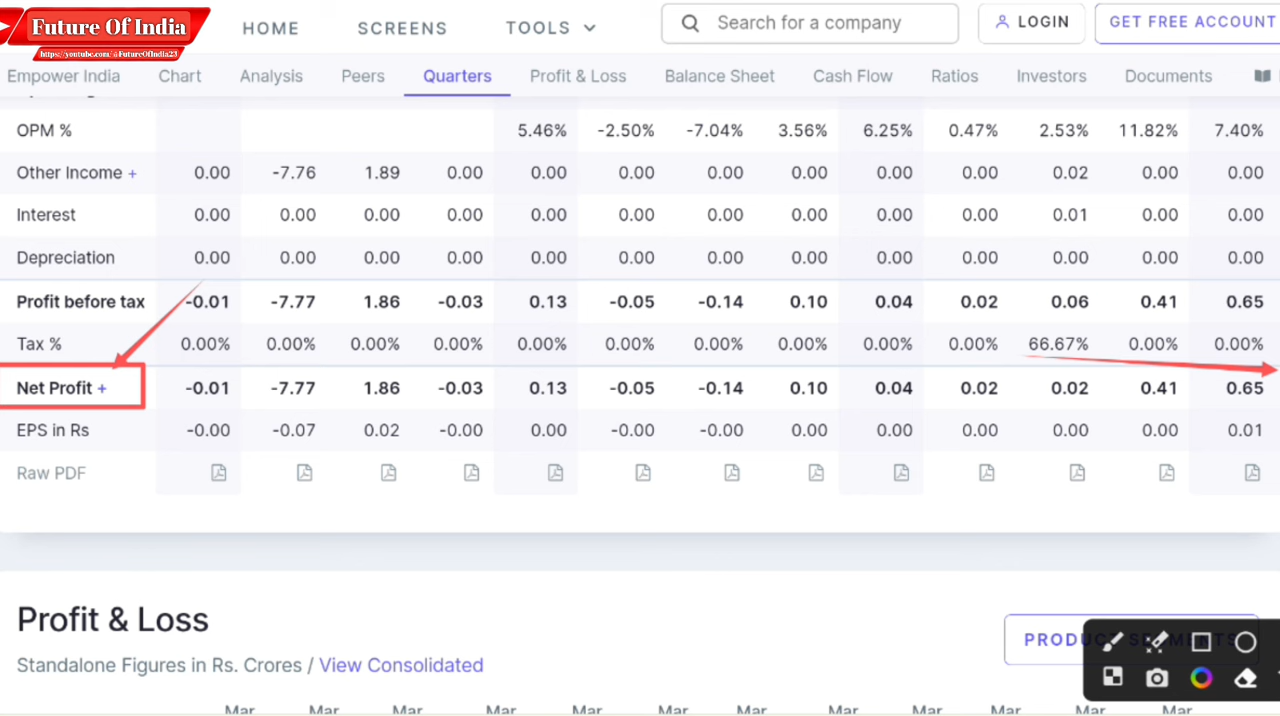 Future Of India
https://youtube.com/@FutureOfIndia23
HOME SCREENS TOOLS Search for a company LOGIN GET FREE ACCOUNT
Empower India Chart Analysis Peers Quarters Profit & Loss Balance Sheet Cash Flow Ratios Investors Documents
OPM % 5.46% -2.50% -7.04% 3.56% 6.25% 0.47% 2.53% 11.82% 7.40%
Other Income + 0.00 -7.76 1.89 0.00 0.00 0.00 0.00 0.00 0.00 0.00 0.02 0.00 0.00
Interest 0.00 0.00 0.00 0.00 0.00 0.00 0.00 0.00 0.00 0.00 0.01 0.00 0.00
Depreciation 0.00 0.00 0.00 0.00 0.00 0.00 0.00 0.00 0.00 0.00 0.00 0.00 0.00
Profit before tax -0.01 -7.77 1.86 -0.03 0.13 -0.05 -0.14 0.10 0.04 0.02 0.06 0.41 0.65
Tax % 0.00% 0.00% 0.00% 0.00% 0.00% 0.00% 0.00% 0.00% 0.00% 0.00% 66.67% 0.00% 0.00%
Net Profit + -0.01 -7.77 1.86 -0.03 0.13 -0.05 -0.14 0.10 0.04 0.02 0.02 0.41 0.65
EPS in Rs -0.00 -0.07 0.02 -0.00 0.00 -0.00 -0.00 0.00 0.00 0.00 0.00 0.00 0.01
Raw PDF
Profit & Loss
Standalone Figures in Rs. Crores / View Consolidated
Mar Mar Mar Mar Mar Mar Mar Mar Mar Mar Mar Mar